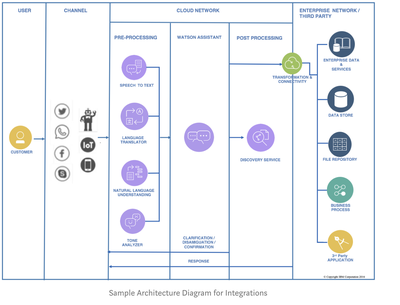 USER
CHANNEL
CLOUD NETWORK
ENTERPRISE NETWORK /
THIRD PARTY
PRE-PROCESSING
WATSON ASSISTANT
POST PROCESSING
SPEECH TO TEXT
TRANSFORMATION &
CONNECTIVITY
ENTERPRISE DATA
&
SERVICES
IoT
LANGUAGE
TRANSLATOR
DATA STORE
CUSTOMER
DISCOVERY SERVICE
FILE REPOSITORY
NATURAL LANGUAGE
UNDERSTANDING
BUSINESS
PROCESS
TONE
ANALYZER
CLARIFICATION /
DISAMBIGUATION /
CONFIRMATION
3rd Party
APPLICATION
RESPONSE
© Copyright IBM Corporation 2018
Sample Architecture Diagram for Integrations